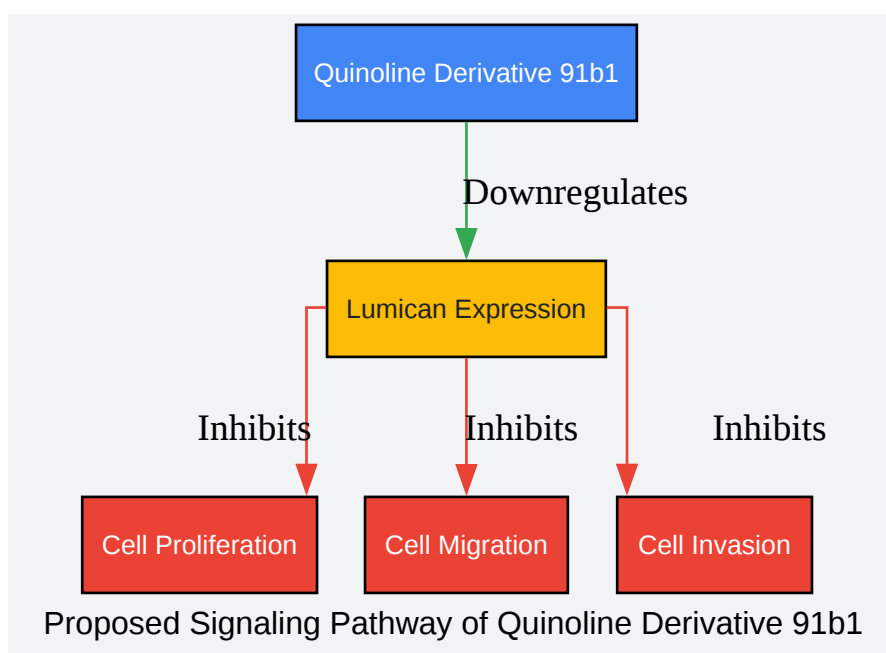 Quinoline Derivative 91b1
Downregulates
Lumican Expression
Inhibits
Inhibits
Inhibits
Cell Proliferation
Cell Migration
Cell Invasion
Proposed Signaling Pathway of Quinoline Derivative 91b1